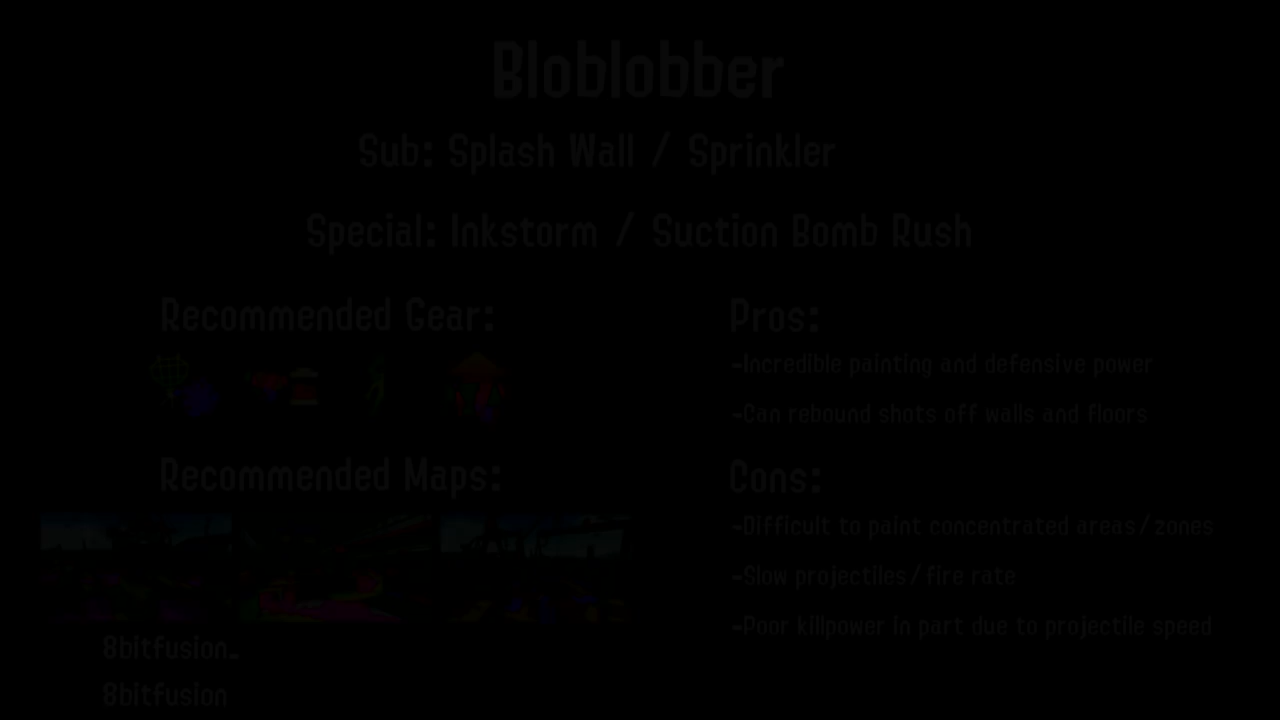 Bloblobber
Sub: Splash Wall / Sprinkler
Special: Inkstorm / Suction Bomb Rush
Recommended Gear:
Recommended Maps:
8bitfusion_
8bitfusion
Pros:
-Incredible painting and defensive power
-Can rebound shots off walls and floors
Cons:
-Difficult to paint concentrated areas/zones
-Slow projectiles/fire rate
-Poor killpower in part due to projectile speed